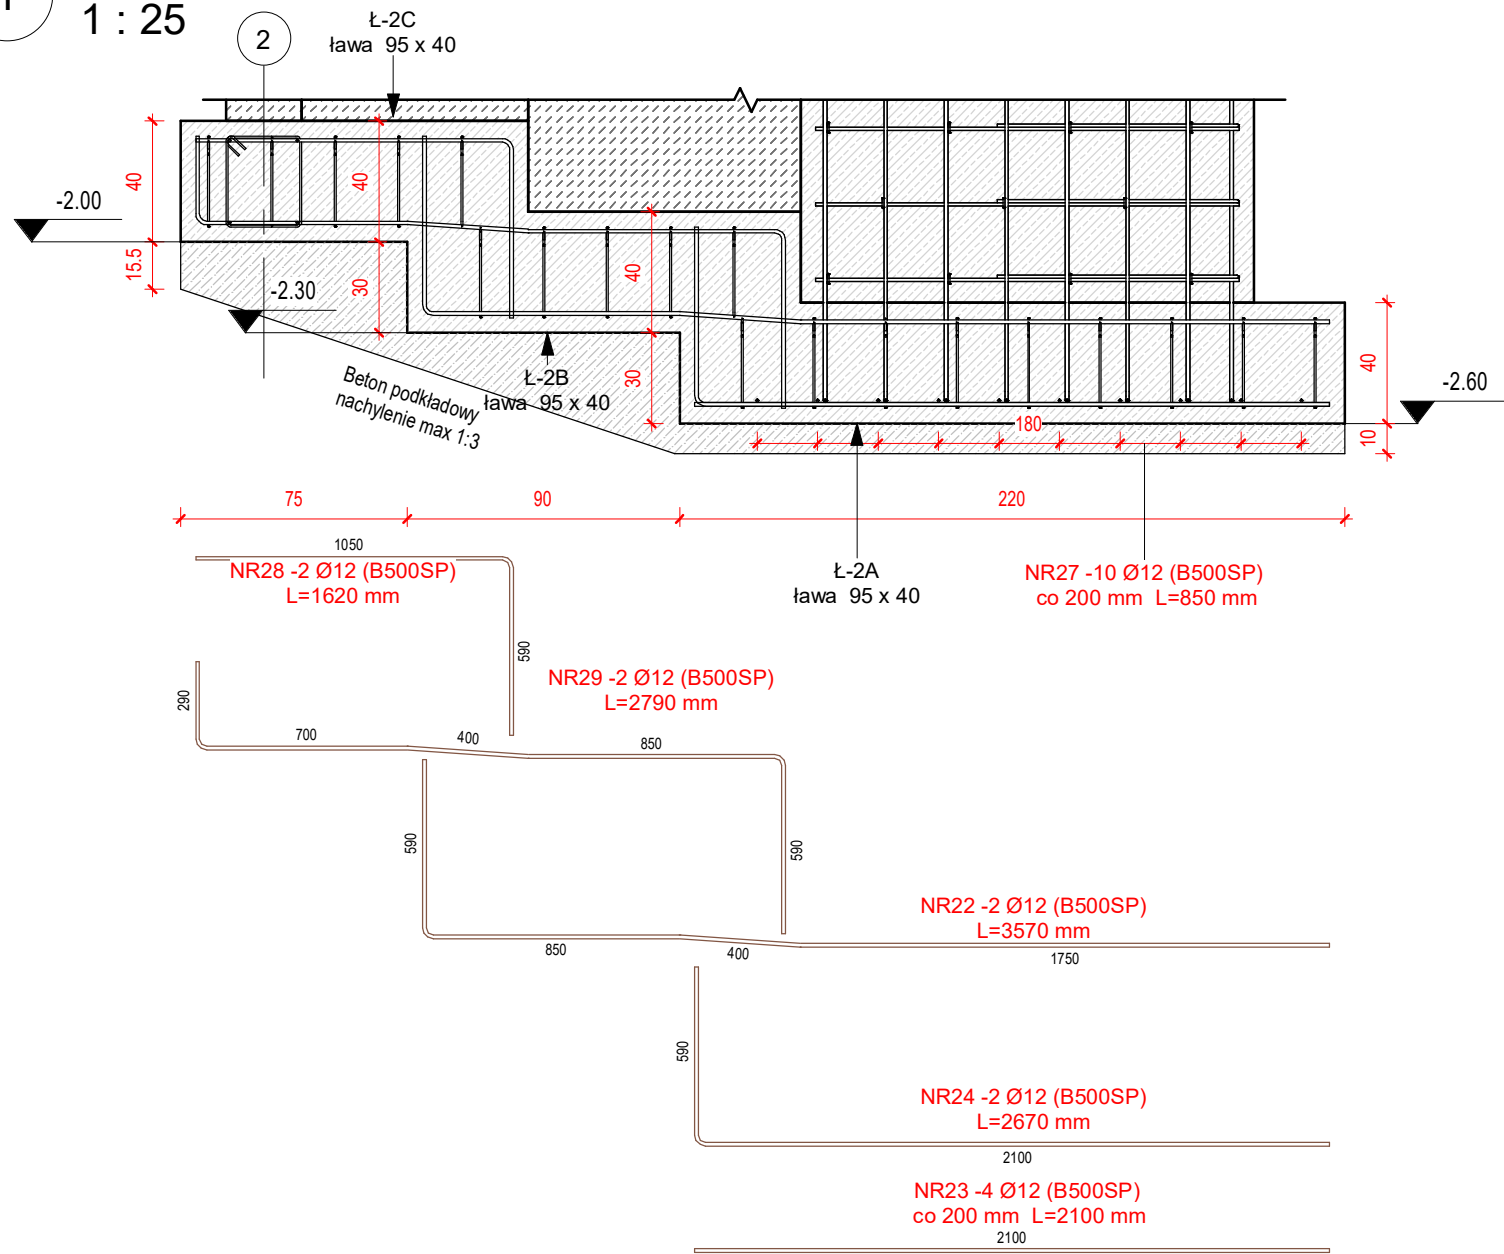 1 : 25
2
Ł-2C
ława 95 x 40
40
40
-2.00
15.5
30
-2.30
40
30
Beton podkładowy
nachylenie max 1:3
Ł-2B
ława 95 x 40
40
-2.60
180
10
75
90
220
1050
NR28 -2 Ø12 (B500SP)
L=1620 mm
Ł-2A
ława 95 x 40
NR27 -10 Ø12 (B500SP)
co 200 mm L=850 mm
590
NR29 -2 Ø12 (B500SP)
L=2790 mm
290
700
400
850
590
590
NR22 -2 Ø12 (B500SP)
L=3570 mm
850
400
1750
590
NR24 -2 Ø12 (B500SP)
L=2670 mm
2100
NR23 -4 Ø12 (B500SP)
co 200 mm L=2100 mm
2100